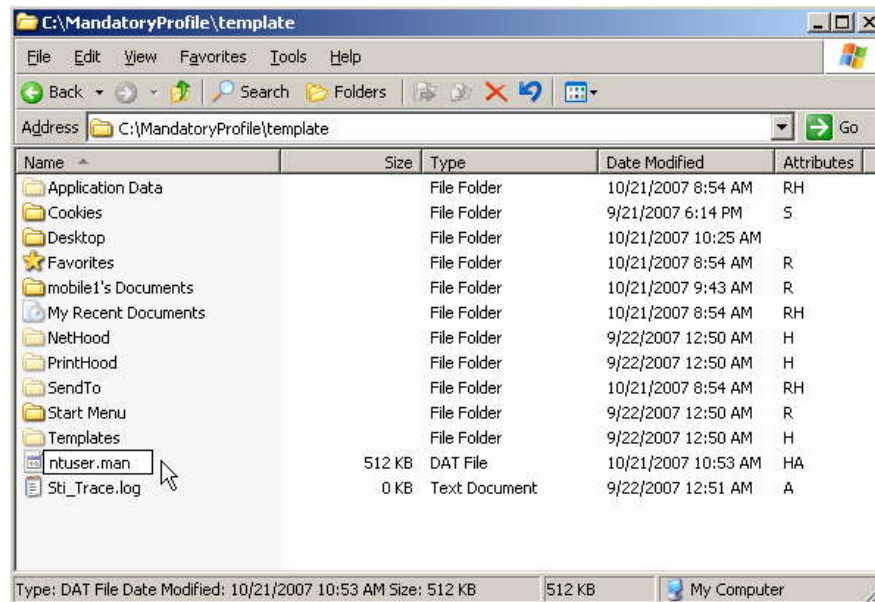 C:\MandatoryProfile\template
File Edit View Favorites Tools Help
Back Search Folders
Address C:\MandatoryProfile\template Go
Name Size Type Date Modified Attributes
Application Data File Folder 10/21/2007 8:54 AM RH
Cookies File Folder 9/21/2007 6:14 PM S
Desktop File Folder 10/21/2007 10:25 AM
Favorites File Folder 10/21/2007 8:54 AM R
mobile1's Documents File Folder 10/21/2007 9:43 AM R
My Recent Documents File Folder 10/21/2007 8:54 AM RH
NetHood File Folder 9/22/2007 12:50 AM H
PrintHood File Folder 9/22/2007 12:50 AM H
SendTo File Folder 10/21/2007 8:54 AM RH
Start Menu File Folder 9/22/2007 12:50 AM R
Templates File Folder 9/22/2007 12:50 AM H
ntuser.man 512 KB DAT File 10/21/2007 10:53 AM HA
Sti_Trace.log 0 KB Text Document 9/22/2007 12:51 AM A
Type: DAT File Date Modified: 10/21/2007 10:53 AM Size: 512 KB 512 KB My Computer